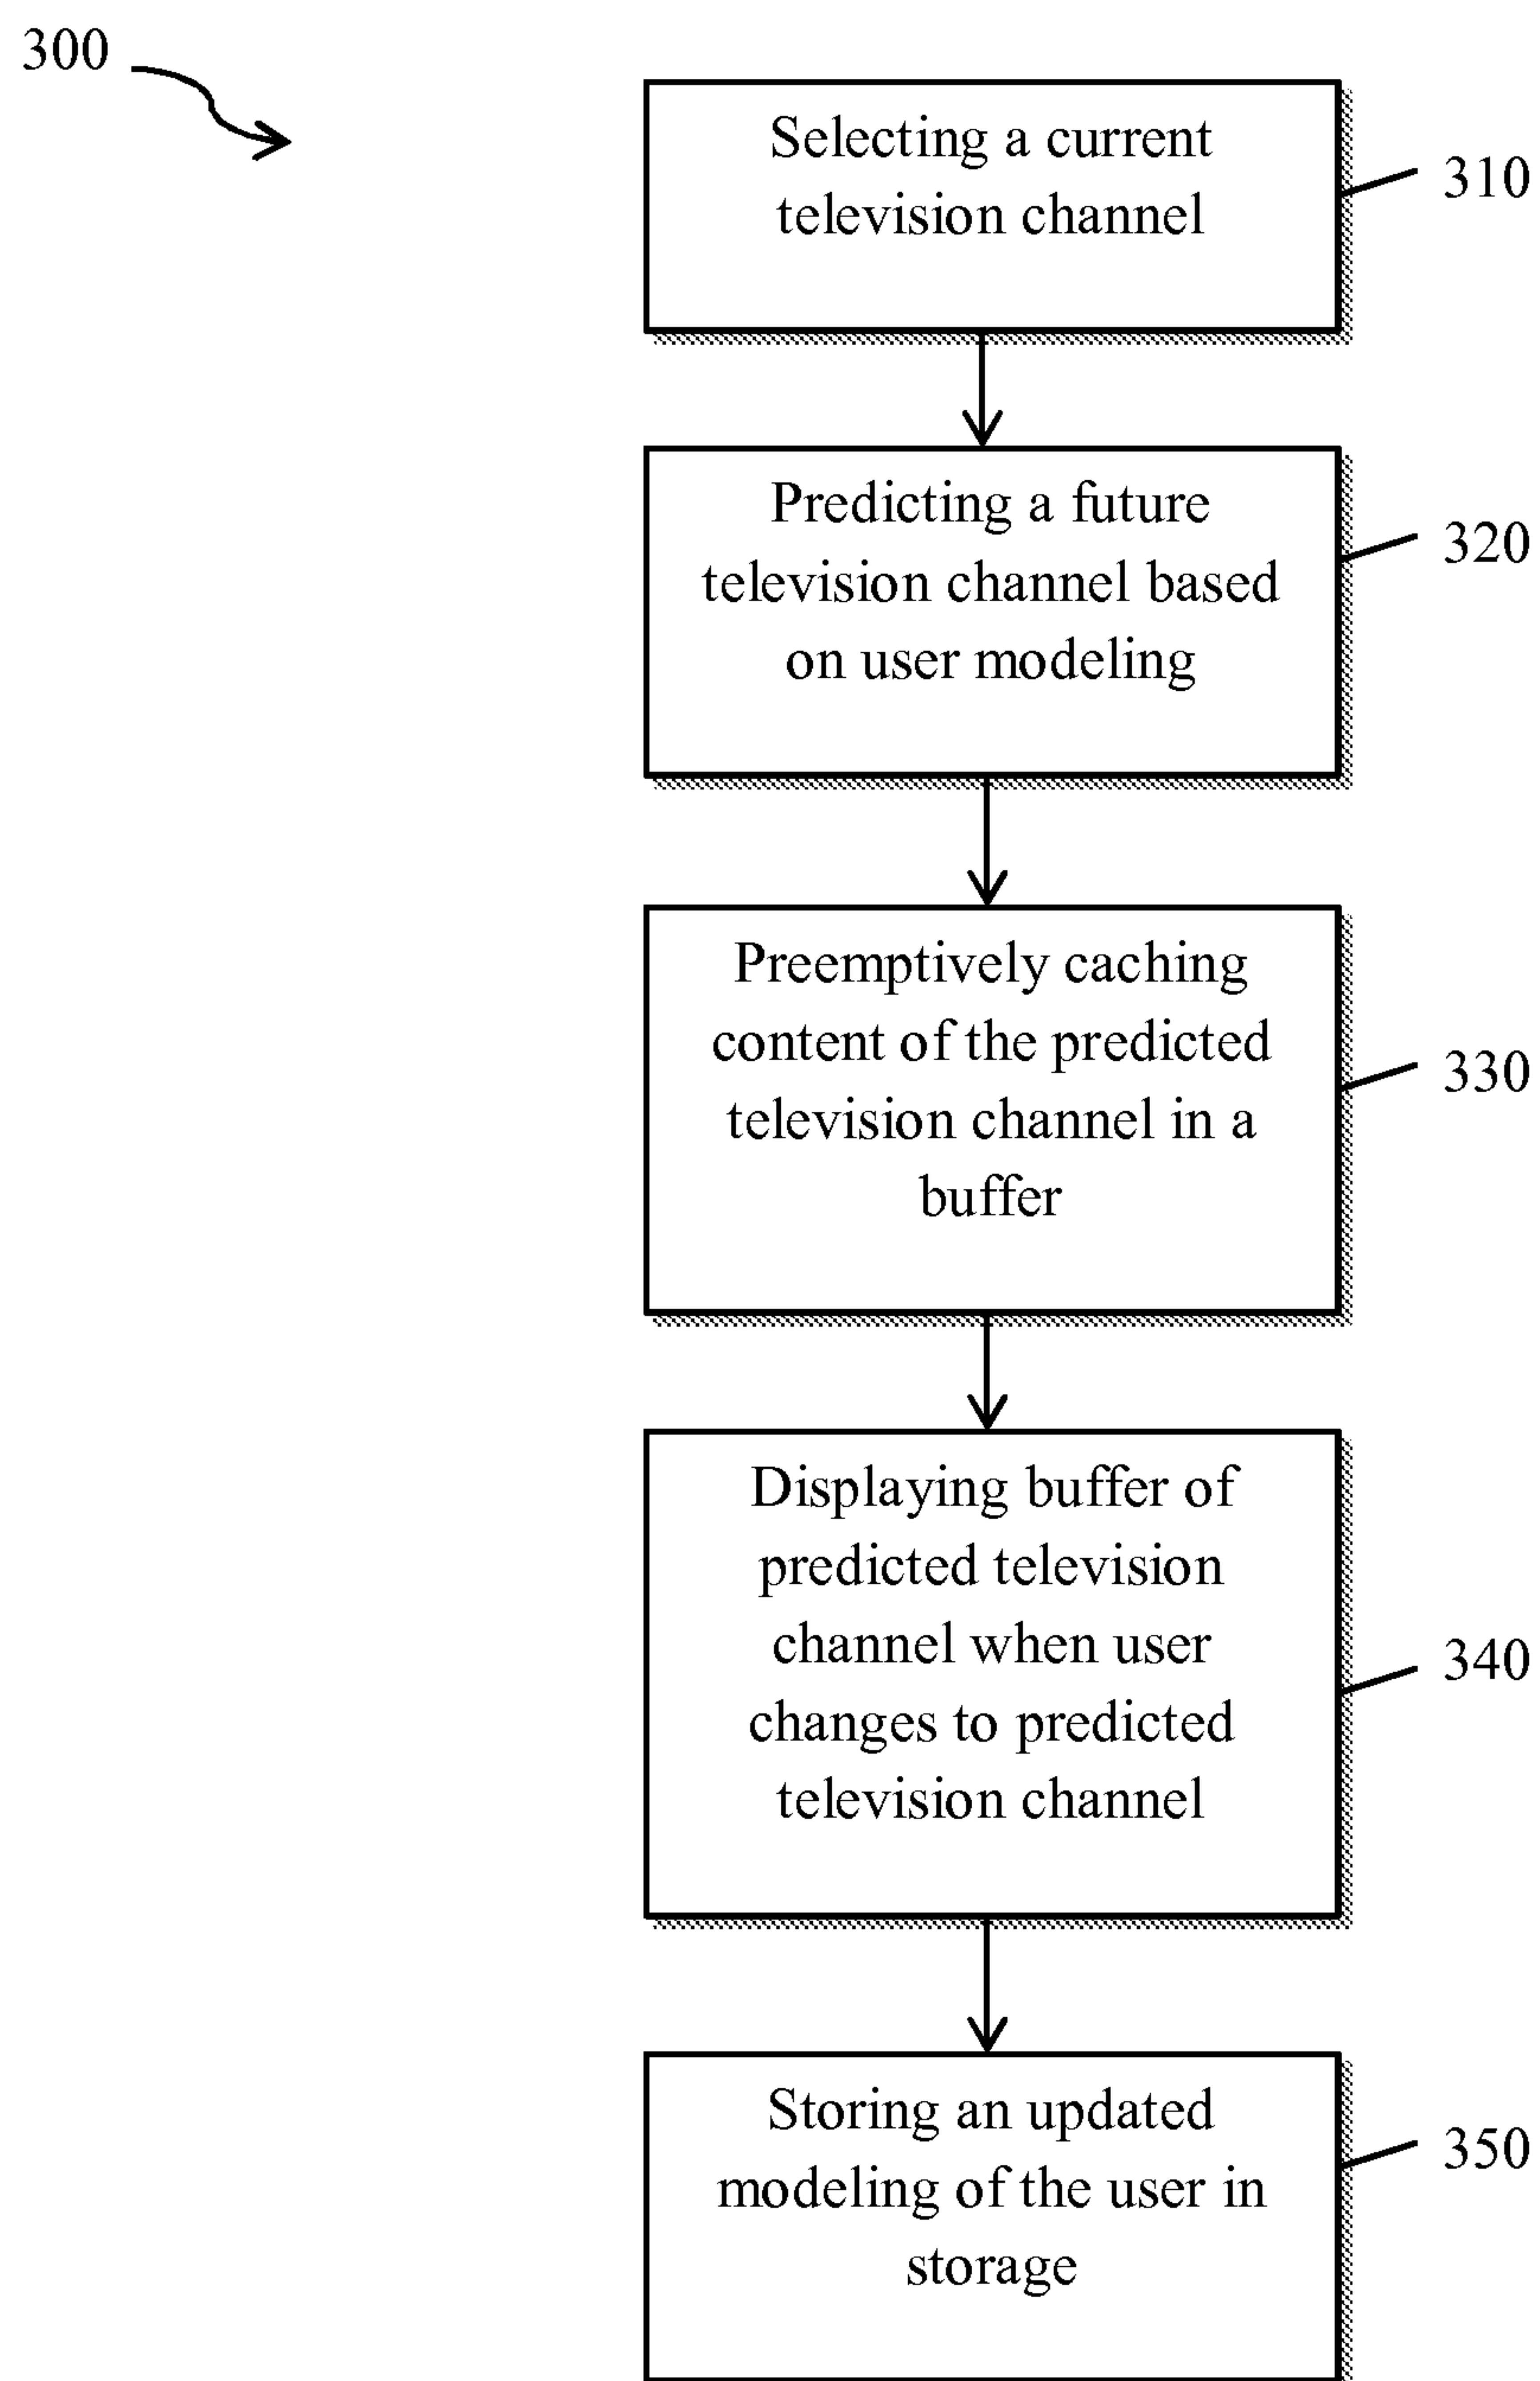 300
Selecting a current
television channel
310
Predicting a future
television channel based
on user modeling
320
Preemptively caching
content of the predicted
television channel in a
buffer
330
Displaying buffer of
predicted television
channel when user
changes to predicted
television channel
340
Storing an updated
modeling of the user in
storage
350